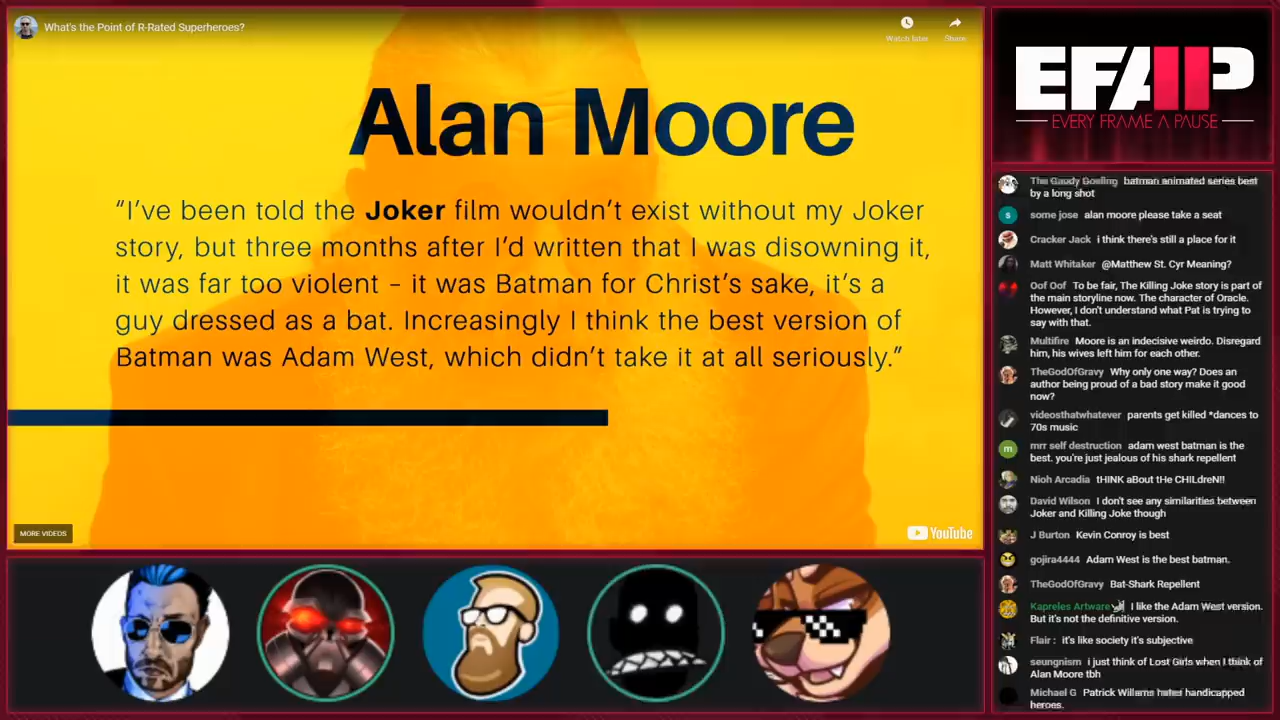 What's the Point of R-Rated Superheroes?
Watch later
Share
Alan Moore
“I’ve been told the Joker film wouldn’t exist without my Joker
story, but three months after I’d written that I was disowning it,
it was far too violent – it was Batman for Christ’s sake, it’s a
guy dressed as a bat. Increasingly I think the best version of
Batman was Adam West, which didn’t take it at all seriously.”
MORE VIDEOS
YouTube
EFAP
EVERY FRAME A PAUSE
The Gaudy Gosling batman animated series best
by a long shot
some jose alan moore please take a seat
Cracker Jack i think there's still a place for it
Matt Whitaker @Matthew St. Cyr Meaning?
Oof Oof To be fair, The Killing Joke story is part of
the main storyline now. The character of Oracle.
However, I don't understand what Pat is trying to
say with that.
Multifire Moore is an indecisive weirdo. Disregard
him, his wives left him for each other.
TheGodOfGravy Why only one way? Does an
author being proud of a bad story make it good
now?
videosthatwhatever parents get killed *dances to
70s music
mrr self destruction adam west batman is the
best. you're just jealous of his shark repellent
Nioh Arcadia tHINK aBout tHe CHILdreN!!
David Wilson I don't see any similarities between
Joker and Killing Joke though
J Burton Kevin Conroy is best
gojira4444 Adam West is the best batman.
TheGodOfGravy Bat-Shark Repellent
Kapreles Artware I like the Adam West version.
But it's not the definitive version.
Flair : it's like society it's subjective
seungnism i just think of Lost Girls when I think of
Alan Moore tbh
Michael G Patrick Willams hates handicapped
heroes.